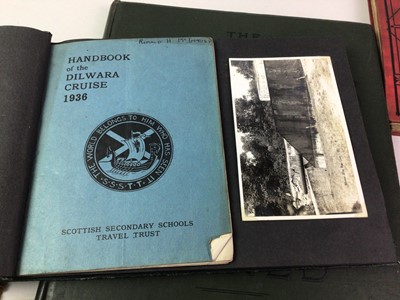 HANDBOOK
of the
DILWARA
CRUISE
1936
THE WORLD BELONGS TO HIM WHO HAS SEEN IT
S.S.S.T.T.
SCOTTISH SECONDARY SCHOOLS
TRAVEL TRUST
THE